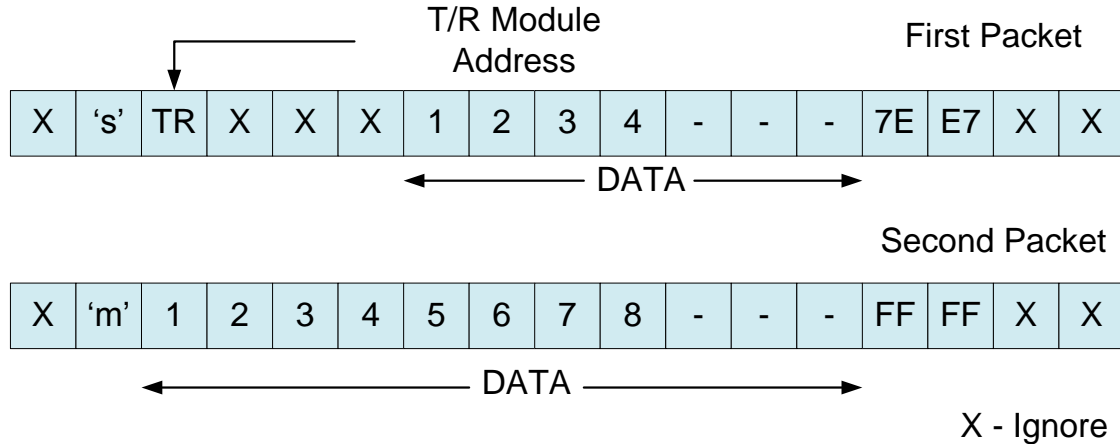 T/R Module
Address
First Packet
X ‘s’ TR X X X 1 2 3 4 - - - 7E E7 X X
DATA
Second Packet
X ‘m’ 1 2 3 4 5 6 7 8 - - - FF FF X X
DATA
X - Ignore